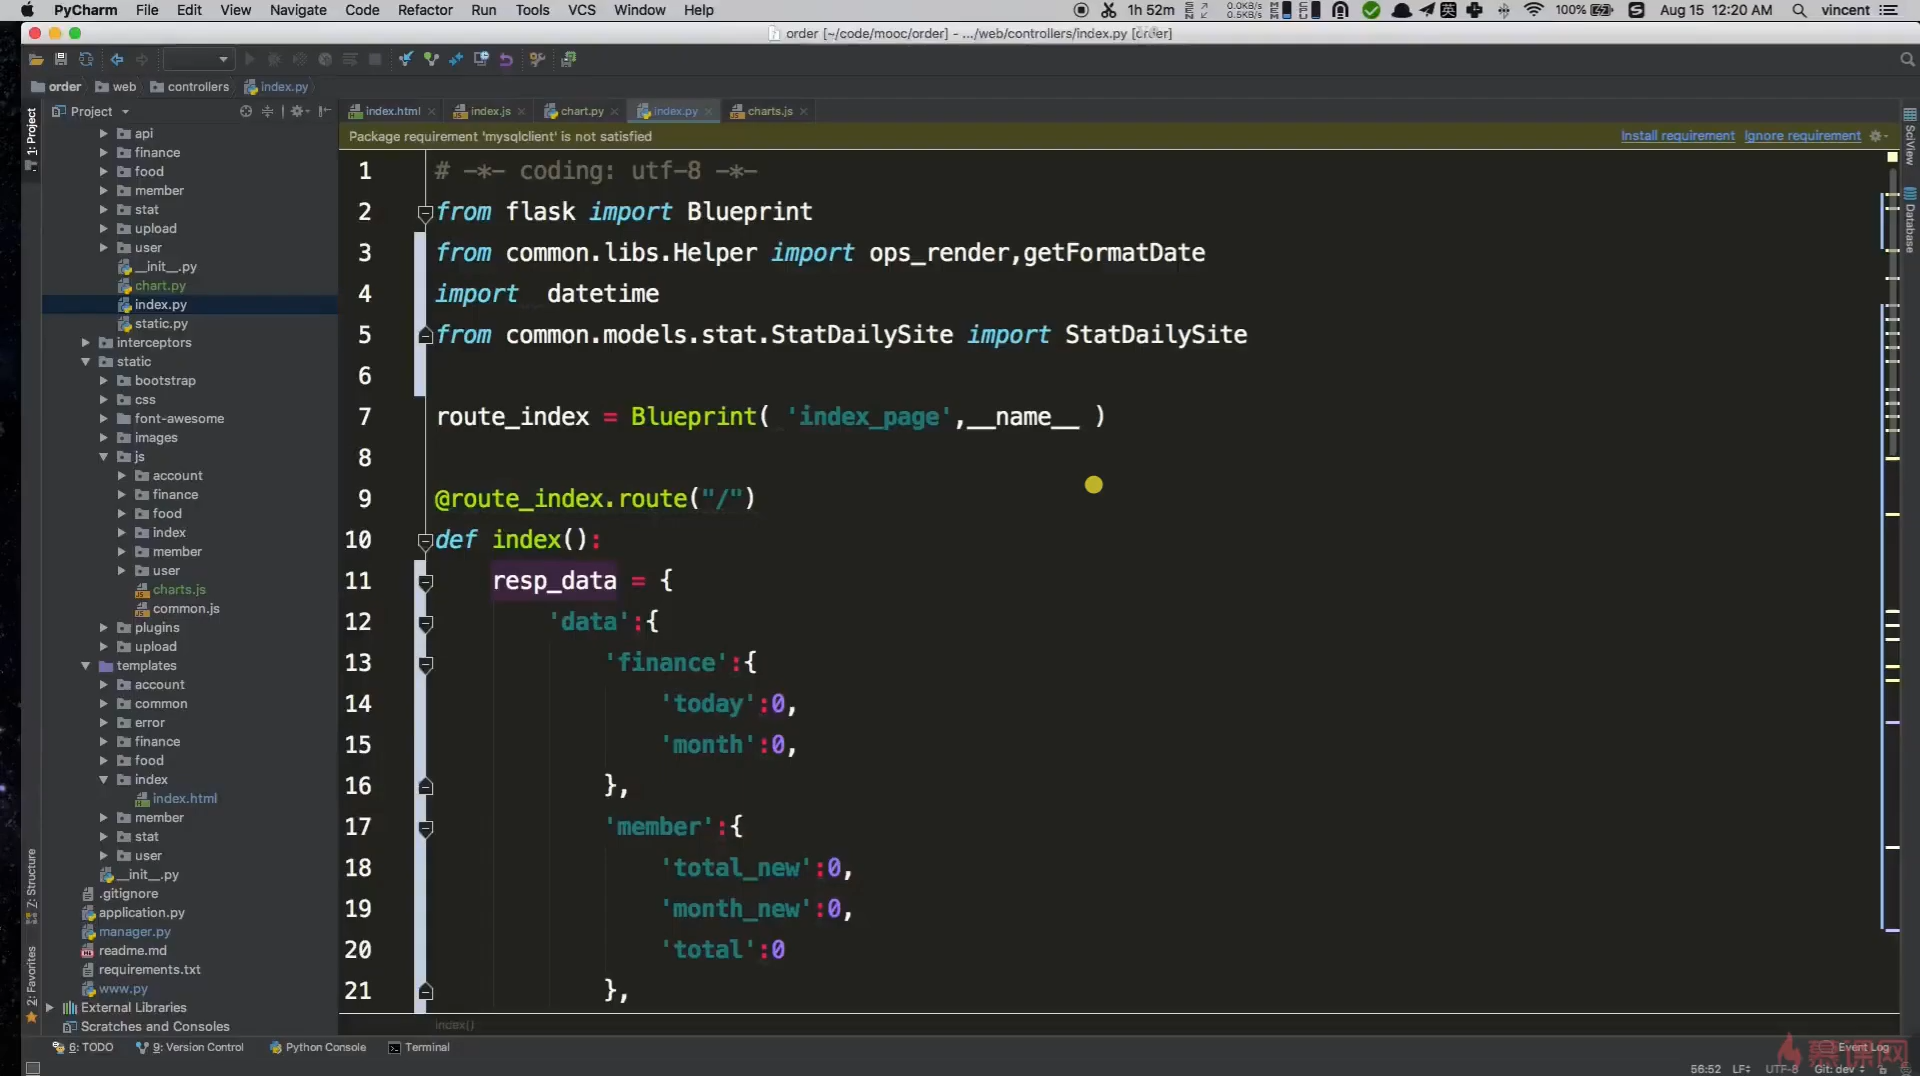 PyCharm File Edit View Navigate Code Refactor Run Tools VCS Window Help 1h 52m 0.0KB/s 0.5KB/s 英 100% Aug 15 12:20 AM vincent
order [~/code/mooc/order] - .../web/controllers/index.py [order]
order web controllers index.py
Project index.html index.js chart.py index.py charts.js
Package requirement 'mysqlclient' is not satisfied Install requirement Ignore requirement
1: Project
7: Structure
2: Favorites
SciView
Database
api
finance
food
member
stat
upload
user
__init__.py
chart.py
index.py
static.py
interceptors
static
bootstrap
css
font-awesome
images
js
account
finance
food
index
member
user
charts.js
common.js
plugins
upload
templates
account
common
error
finance
food
index
index.html
member
stat
user
__init__.py
.gitignore
application.py
manager.py
readme.md
requirements.txt
www.py
External Libraries
Scratches and Consoles
1 # -*- coding: utf-8 -*-
2 from flask import Blueprint
3 from common.libs.Helper import ops_render,getFormatDate
4 import  datetime
5 from common.models.stat.StatDailySite import StatDailySite
6
7 route_index = Blueprint( 'index_page',__name__ )
8
9 @route_index.route("/")
10 def index():
11     resp_data = {
12         'data':{
13             'finance':{
14                 'today':0,
15                 'month':0,
16             },
17             'member':{
18                 'total_new':0,
19                 'month_new':0,
20                 'total':0
21             },
index()
6: TODO 9: Version Control Python Console Terminal Event Log
慕课网
56:52 LF÷ UTF-8 Git: dev